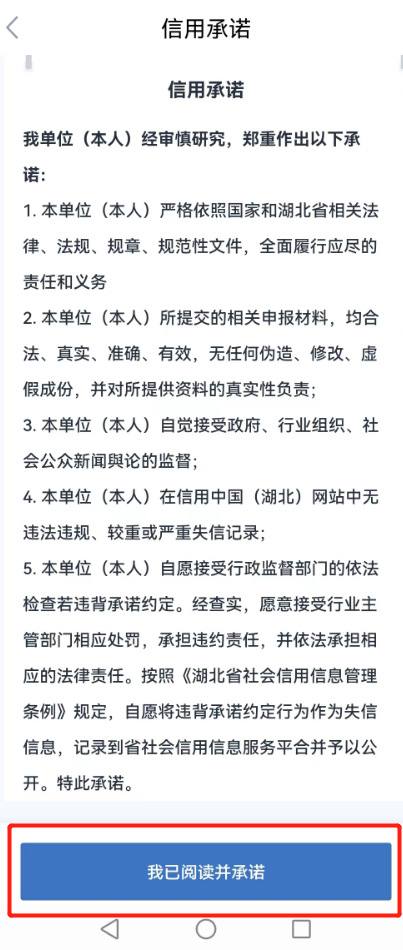 信用承诺
信用承诺
我单位（本人）经审慎研究，郑重作出以下承
诺：
1. 本单位（本人）严格依照国家和湖北省相关法
律、法规、规章、规范性文件，全面履行应尽的
责任和义务
2. 本单位（本人）所提交的相关申报材料，均合
法、真实、准确、有效，无任何伪造、修改、虚
假成份，并对所提供资料的真实性负责；
3. 本单位（本人）自觉接受政府、行业组织、社
会公众新闻舆论的监督；
4. 本单位（本人）在信用中国（湖北）网站中无
违法违规、较重或严重失信记录；
5. 本单位（本人）自愿接受行政监督部门的依法
检查若违背承诺约定。经查实，愿意接受行业主
管部门相应处罚，承担违约责任，并依法承担相
应的法律责任。按照《湖北省社会信用信息管理
条例》规定，自愿将违背承诺约定行为作为失信
信息，记录到省社会信用信息服务平合并予以公
开。特此承诺。
我已阅读并承诺